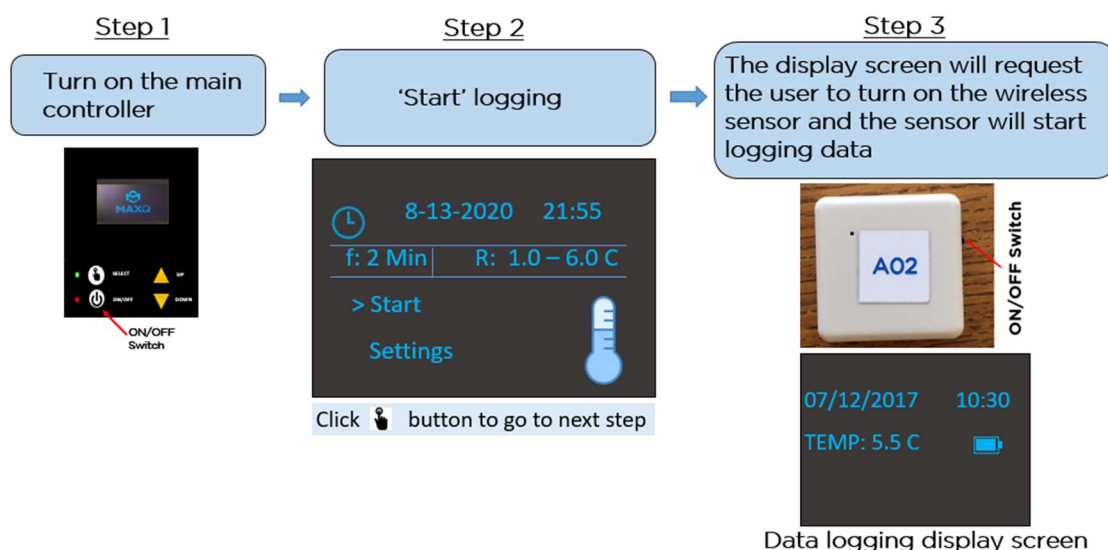 Step 1
Turn on the main
controller
MAXQ
SELECT
UP
ON/OFF
DOWN
ON/OFF
Switch
Step 2
‘Start’ logging
8-13-2020 21:55
f: 2 Min R: 1.0 – 6.0 C
> Start
Settings
Click button to go to next step
Step 3
The display screen will request
the user to turn on the wireless
sensor and the sensor will start
logging data
A02
ON/OFF Switch
07/12/2017 10:30
TEMP: 5.5 C
Data logging display screen